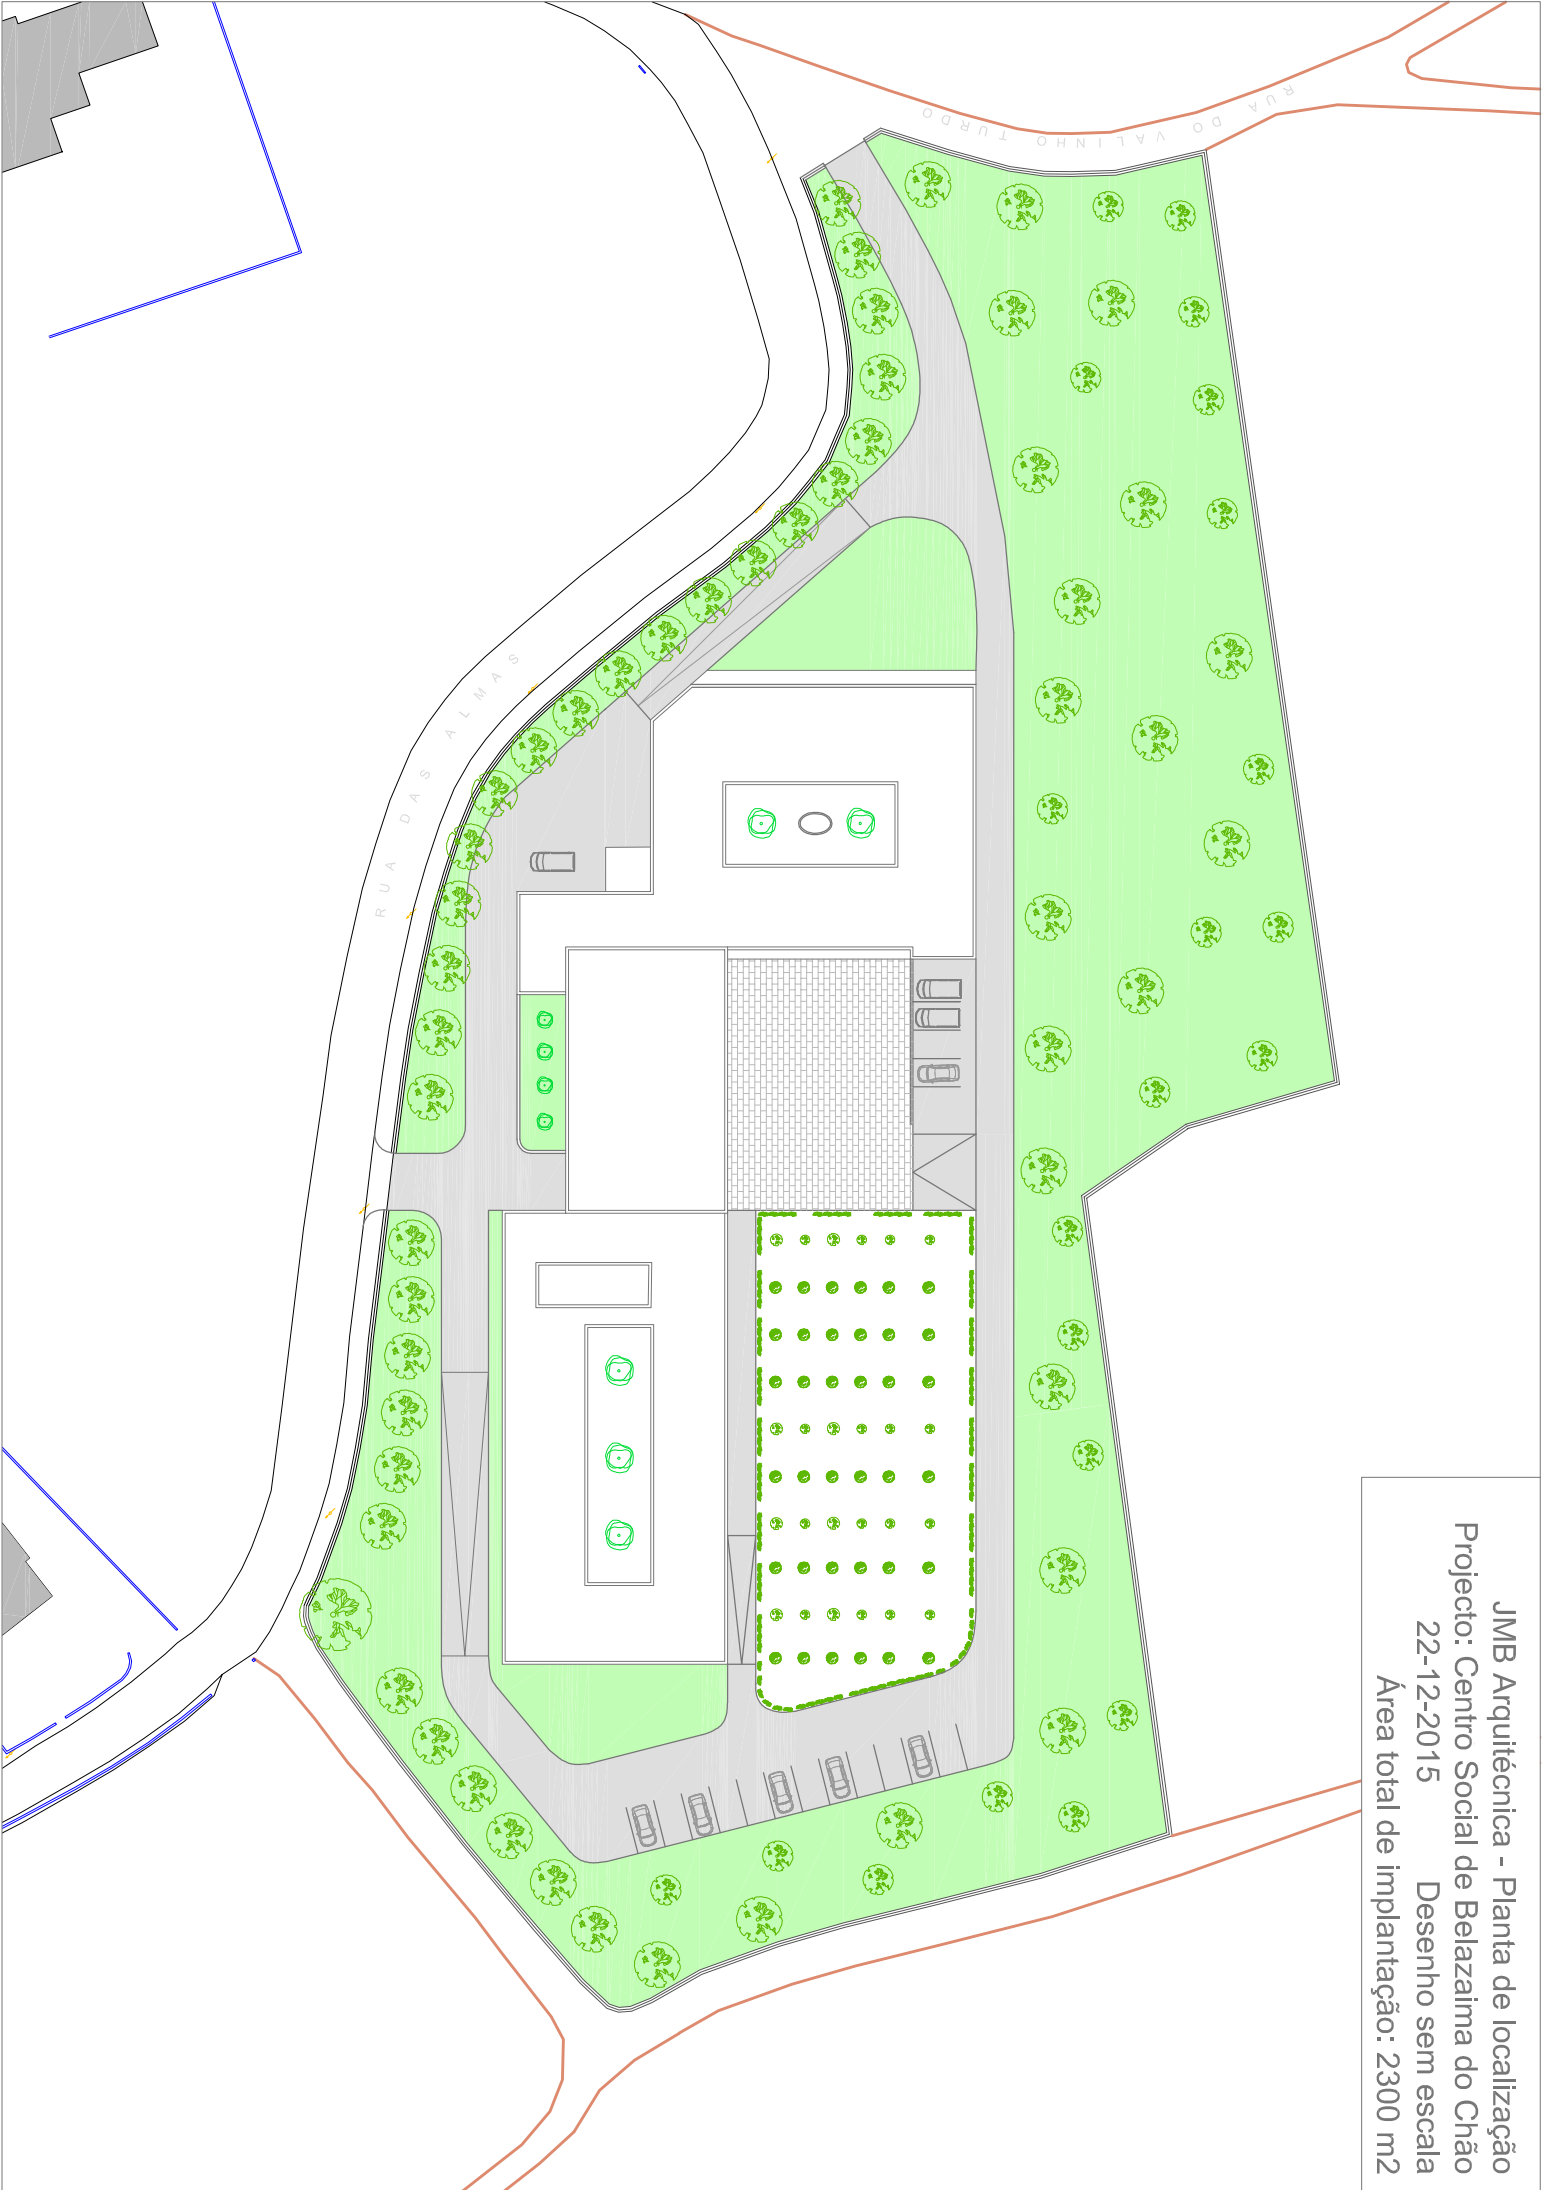 JMB Arquitécnica - Planta de localização
Projecto: Centro Social de Belazaima do Chão
22-12-2015 Desenho sem escala
Área total de implantação: 2300 m2
RUA DO VALINHO TURDO
RUA DAS ALMAS